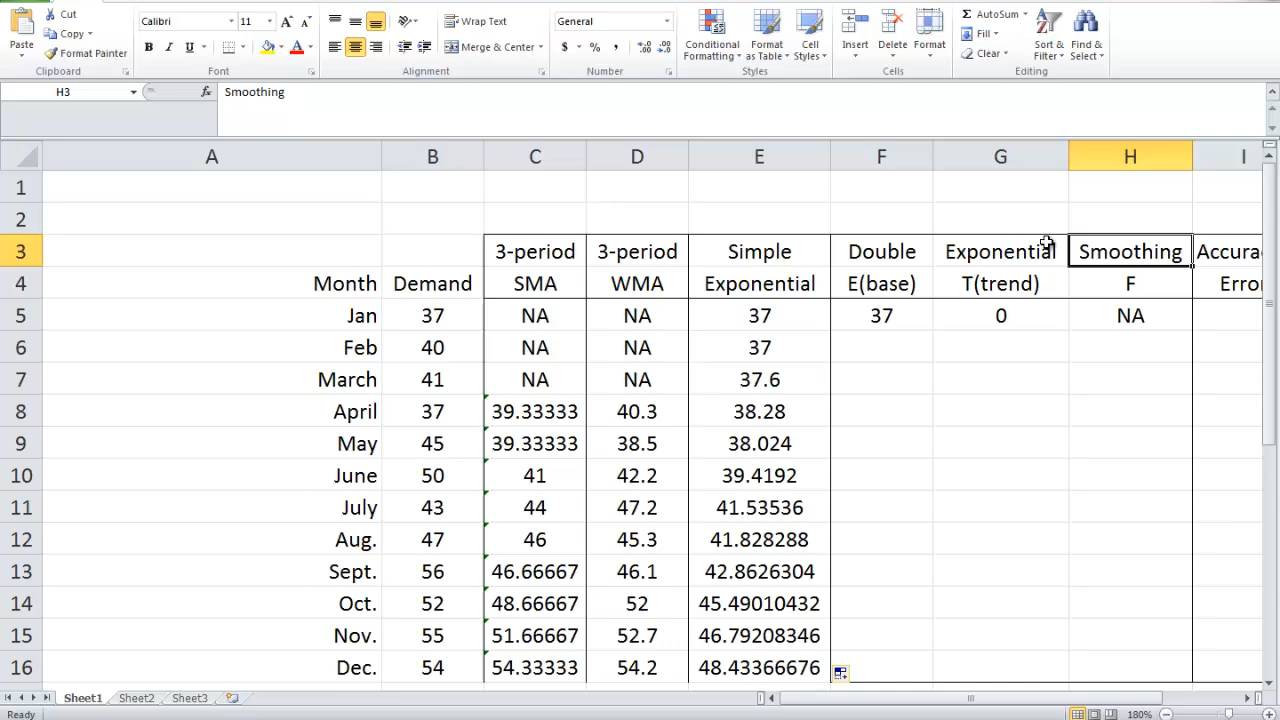 Cut
Copy
Format Painter
Paste
Clipboard
Calibri
11
A A
B I U
A
Font
Wrap Text
Merge & Center
Alignment
General
$ % ,
Number
Conditional Formatting
Format as Table
Cell Styles
Styles
Insert
Delete
Format
Cells
AutoSum
Fill
Clear
Sort & Filter
Find & Select
Editing
H3
fx
Smoothing
A B C D E F G H I
1
2
3 3-period 3-period Simple Double Exponential Smoothing
4 Month Demand SMA WMA Exponential E(base) T(trend) F
5 Jan 37 NA NA 37 37 0 NA
6 Feb 40 NA NA 37
7 March 41 NA NA 37.6
8 April 37 39.33333 40.3 38.28
9 May 45 39.33333 38.5 38.024
10 June 50 41 42.2 39.4192
11 July 43 44 47.2 41.53536
12 Aug. 47 46 45.3 41.828288
13 Sept. 56 46.66667 46.1 42.8626304
14 Oct. 52 48.66667 52 45.49010432
15 Nov. 55 51.66667 52.7 46.79208346
16 Dec. 54 54.33333 54.2 48.43366676
Sheet1 Sheet2 Sheet3
Ready
180%